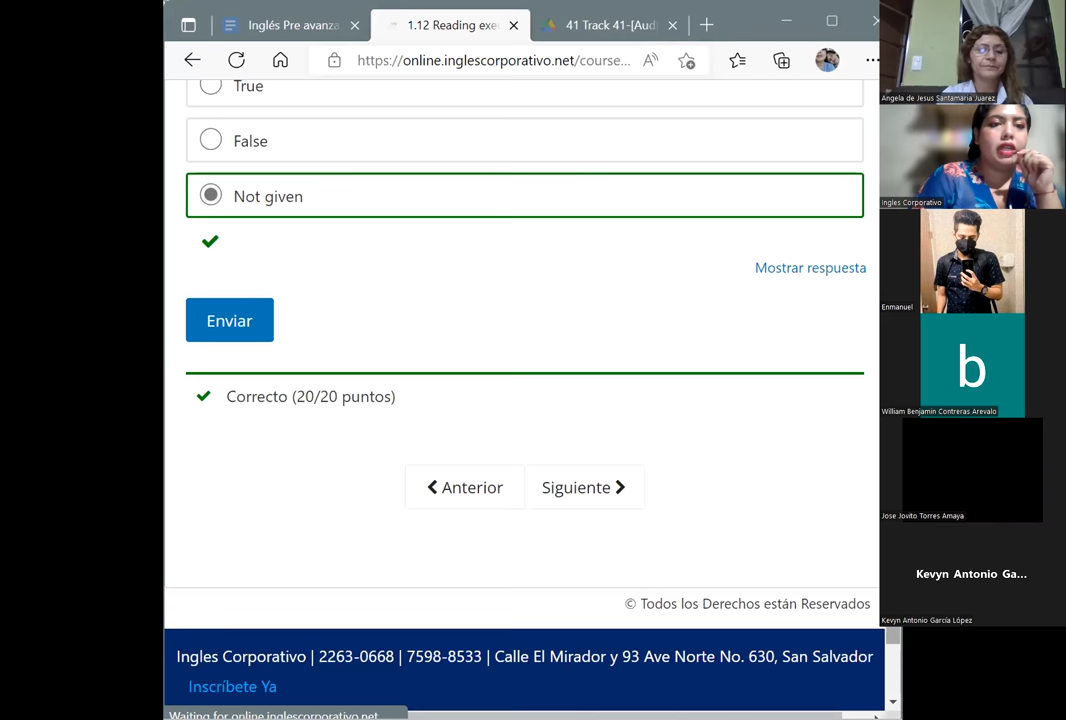 Inglés Pre avanza
1.12 Reading exe
41 Track 41-[Aud
https://online.inglescorporativo.net/course...
True
False
Not given
Mostrar respuesta
Enviar
Correcto (20/20 puntos)
Anterior
Siguiente
© Todos los Derechos están Reservados
Ingles Corporativo | 2263-0668 | 7598-8533 | Calle El Mirador y 93 Ave Norte No. 630, San Salvador
Inscríbete Ya
Waiting for online.inglescorporativo.net
Angela de Jesus Santamaria Juarez
Ingles Corporativo
Enmanuel
b
William Benjamin Contreras Arevalo
Jose Jovito Torres Amaya
Kevyn Antonio Ga...
Kevyn Antonio García López